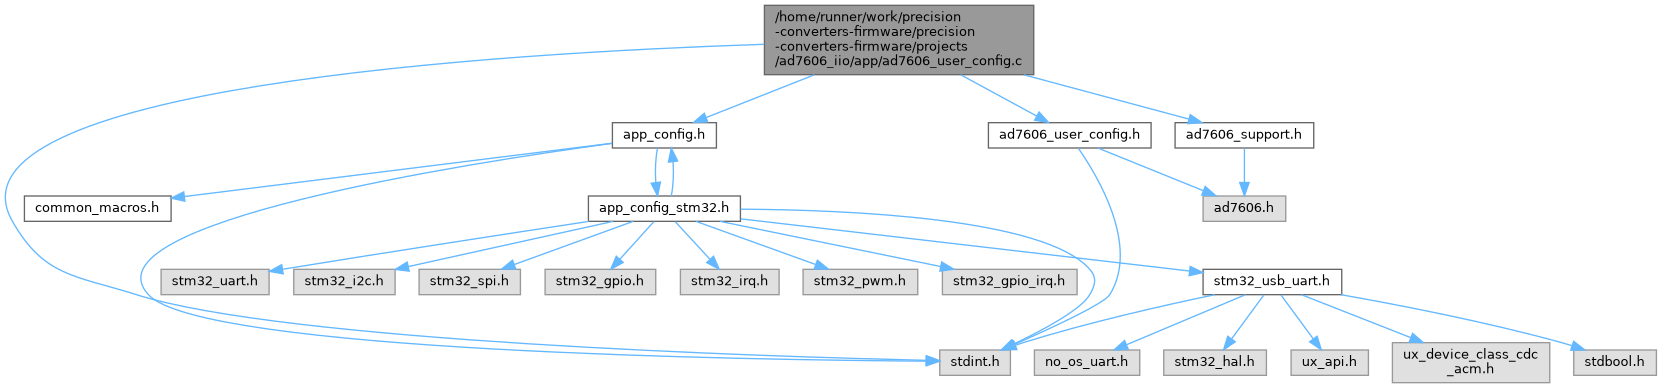 /home/runner/work/precision
-converters-firmware/precision
-converters-firmware/projects
/ad7606_iio/app/ad7606_user_config.c
app_config.h
ad7606_user_config.h
ad7606_support.h
common_macros.h
app_config_stm32.h
ad7606.h
stm32_uart.h
stm32_i2c.h
stm32_spi.h
stm32_gpio.h
stm32_irq.h
stm32_pwm.h
stm32_gpio_irq.h
stm32_usb_uart.h
stdint.h
no_os_uart.h
stm32_hal.h
ux_api.h
ux_device_class_cdc
_acm.h
stdbool.h